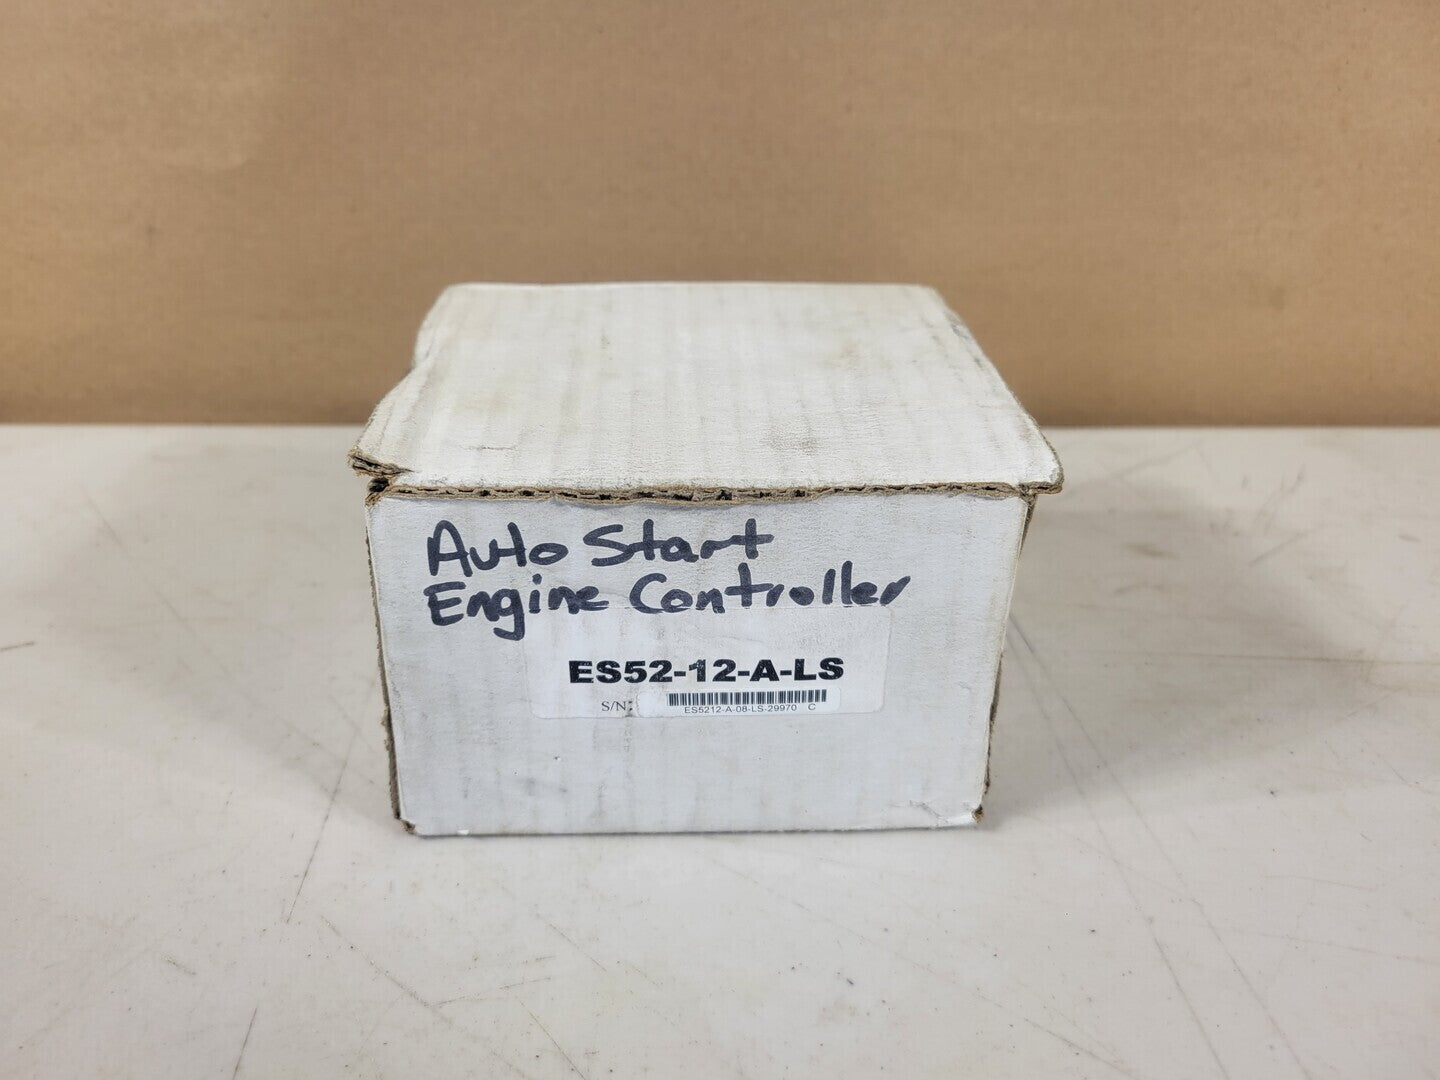 Auto Start
Engine Controller
ES52-12-A-LS
S/N:
ES5212-A-08-LS-29970 C